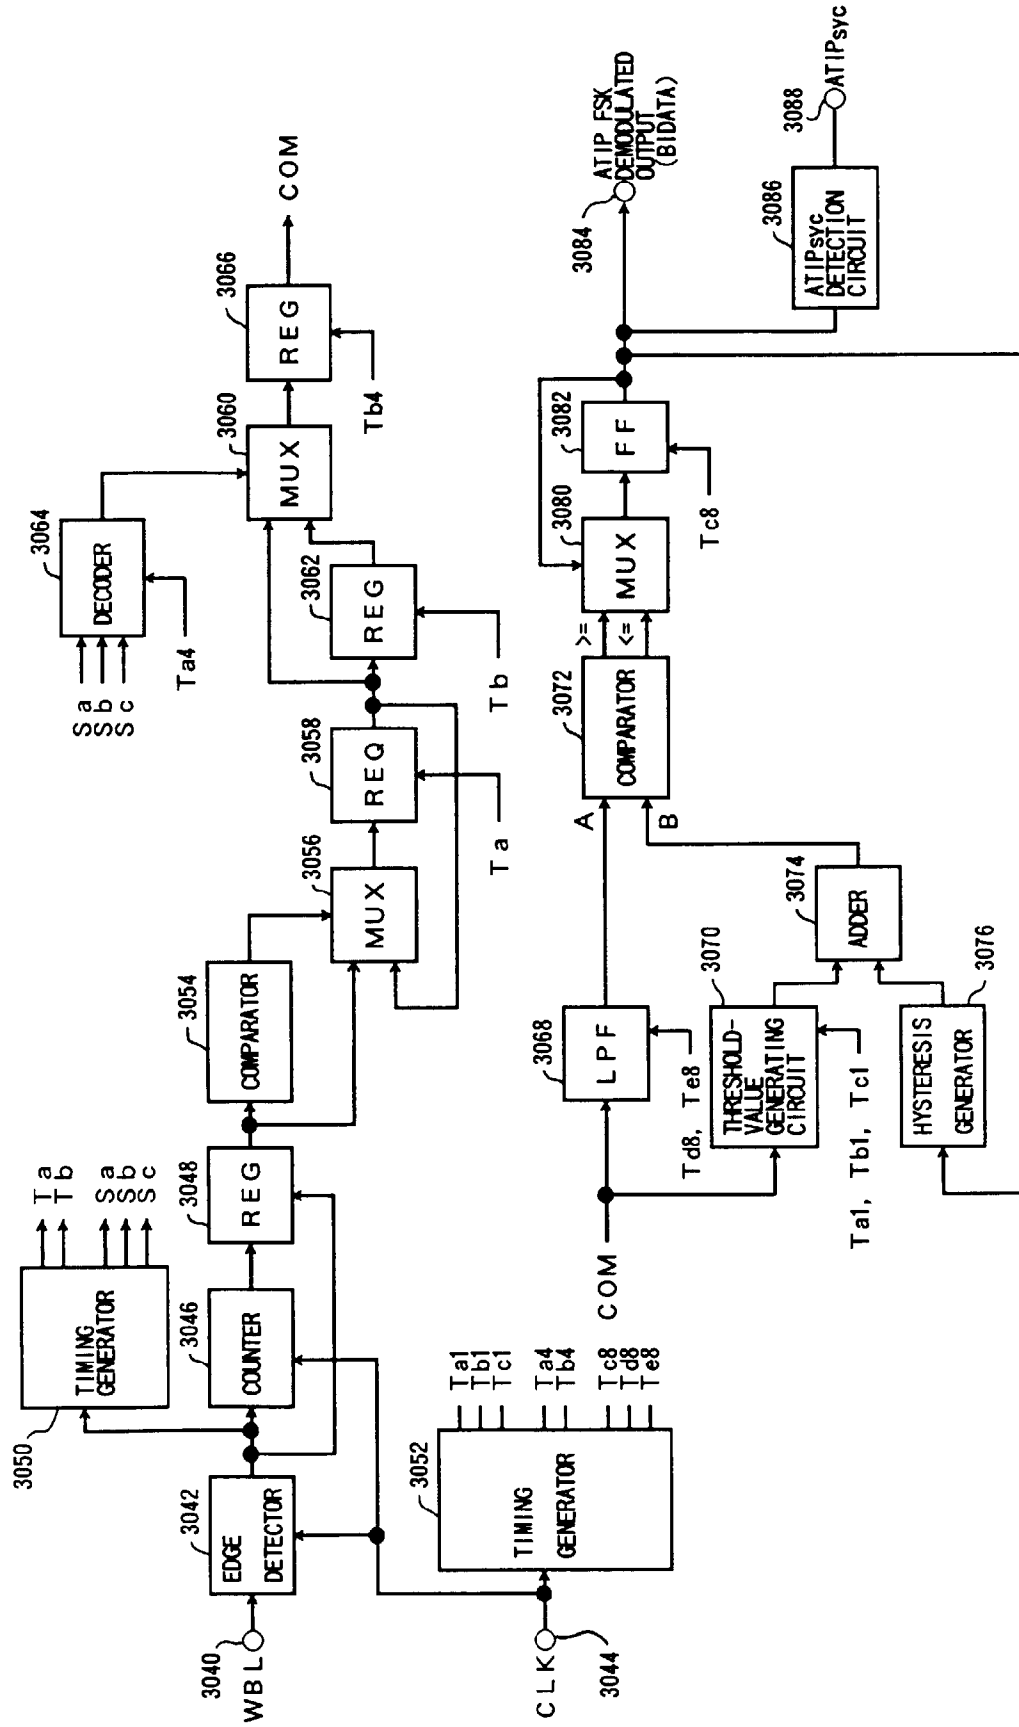 3040
WBL
3042
EDGE
DETECTOR
3050
TIMING
GENERATOR
Ta
Tb
Sa
Sb
Sc
3046
COUNTER
3048
REG
3054
COMPARATOR
3056
MUX
3058
REQ
Ta
3062
REG
Tb
Sa
Sb
Sc
3064
DECODER
Ta4
3060
MUX
3066
REG
Tb4
COM
CLK
3044
3052
TIMING
GENERATOR
Ta1
Tb1
Tc1
Ta4
Tb4
Tc8
Td8
Te8
COM
3068
LPF
Td8, Te8
3070
THRESHOLD-
VALUE
GENERATING
CIRCUIT
Ta1, Tb1, Tc1
3076
HYSTERESIS
GENERATOR
3074
ADDER
A
B
3072
COMPARATOR
>=
<=
3080
MUX
3082
FF
Tc8
3084
ATIP FSK
DEMODULATED
OUTPUT
(BIDATA)
3086
ATIPsyc
DETECTION
CIRCUIT
3088
ATIPsyc